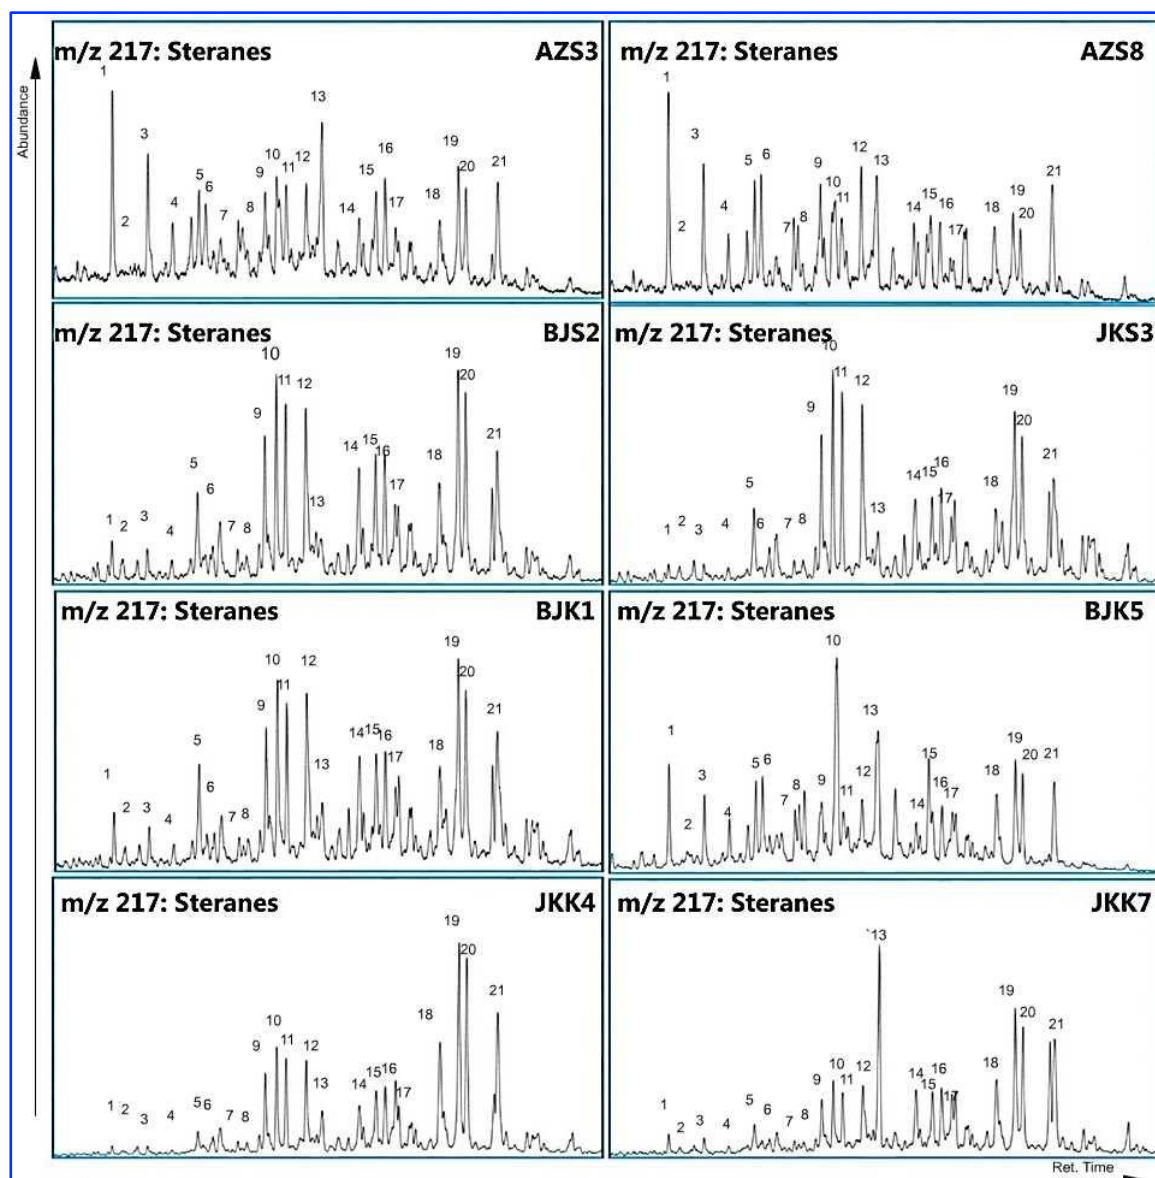 Abundance
m/z 217: Steranes AZS3
1 2 3 4 5 6 7 8 9 10 11 12 13 14 15 16 17 18 19 20 21
m/z 217: Steranes AZS8
1 2 3 4 5 6 7 8 9 10 11 12 13 14 15 16 17 18 19 20 21
m/z 217: Steranes BJS2
1 2 3 4 5 6 7 8 9 10 11 12 13 14 15 16 17 18 19 20 21
m/z 217: Steranes JKS3
1 2 3 4 5 6 7 8 9 10 11 12 13 14 15 16 17 18 19 20 21
m/z 217: Steranes BJK1
1 2 3 4 5 6 7 8 9 10 11 12 13 14 15 16 17 18 19 20 21
m/z 217: Steranes BJK5
1 2 3 4 5 6 7 8 9 10 11 12 13 14 15 16 17 18 19 20 21
m/z 217: Steranes JKK4
1 2 3 4 5 6 7 8 9 10 11 12 13 14 15 16 17 18 19 20 21
m/z 217: Steranes JKK7
1 2 3 4 5 6 7 8 9 10 11 12 13 14 15 16 17 18 19 20 21
Ret. Time